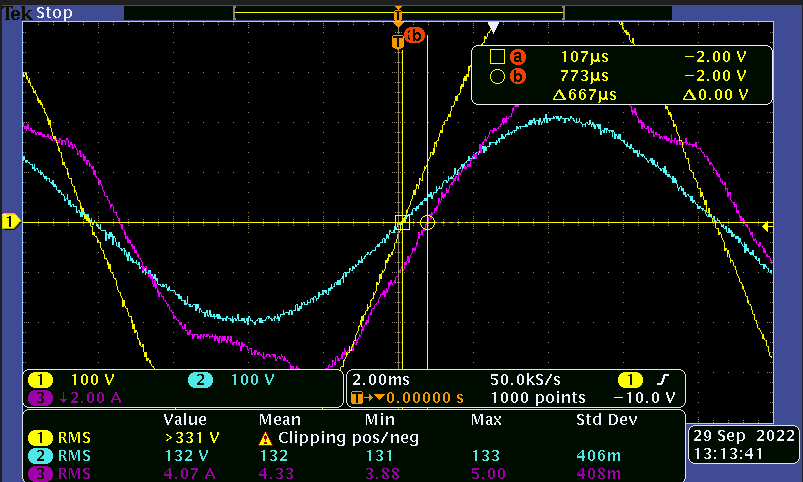 Tek Stop
T
T b
a 107µs −2.00 V
b 773µs −2.00 V
Δ667µs Δ0.00 V
1
1 100 V 2 100 V
3 ↓2.00 A
2.00ms 50.0kS/s 1 ∫
T→▼0.00000 s 1000 points −10.0 V
Value Mean Min Max Std Dev
1 RMS >331 V Clipping pos/neg
2 RMS 132 V 132 131 133 406m
3 RMS 4.07 A 4.33 3.88 5.00 408m
29 Sep 2022
13:13:41